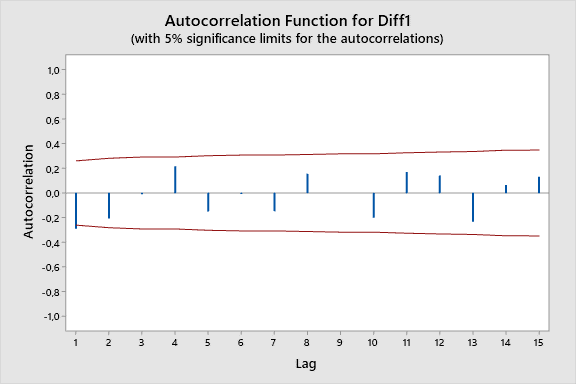 Autocorrelation Function for Diff1
(with 5% significance limits for the autocorrelations)
1,0
0,8
0,6
0,4
0,2
0,0
-0,2
-0,4
-0,6
-0,8
-1,0
Autocorrelation
1 2 3 4 5 6 7 8 9 10 11 12 13 14 15
Lag